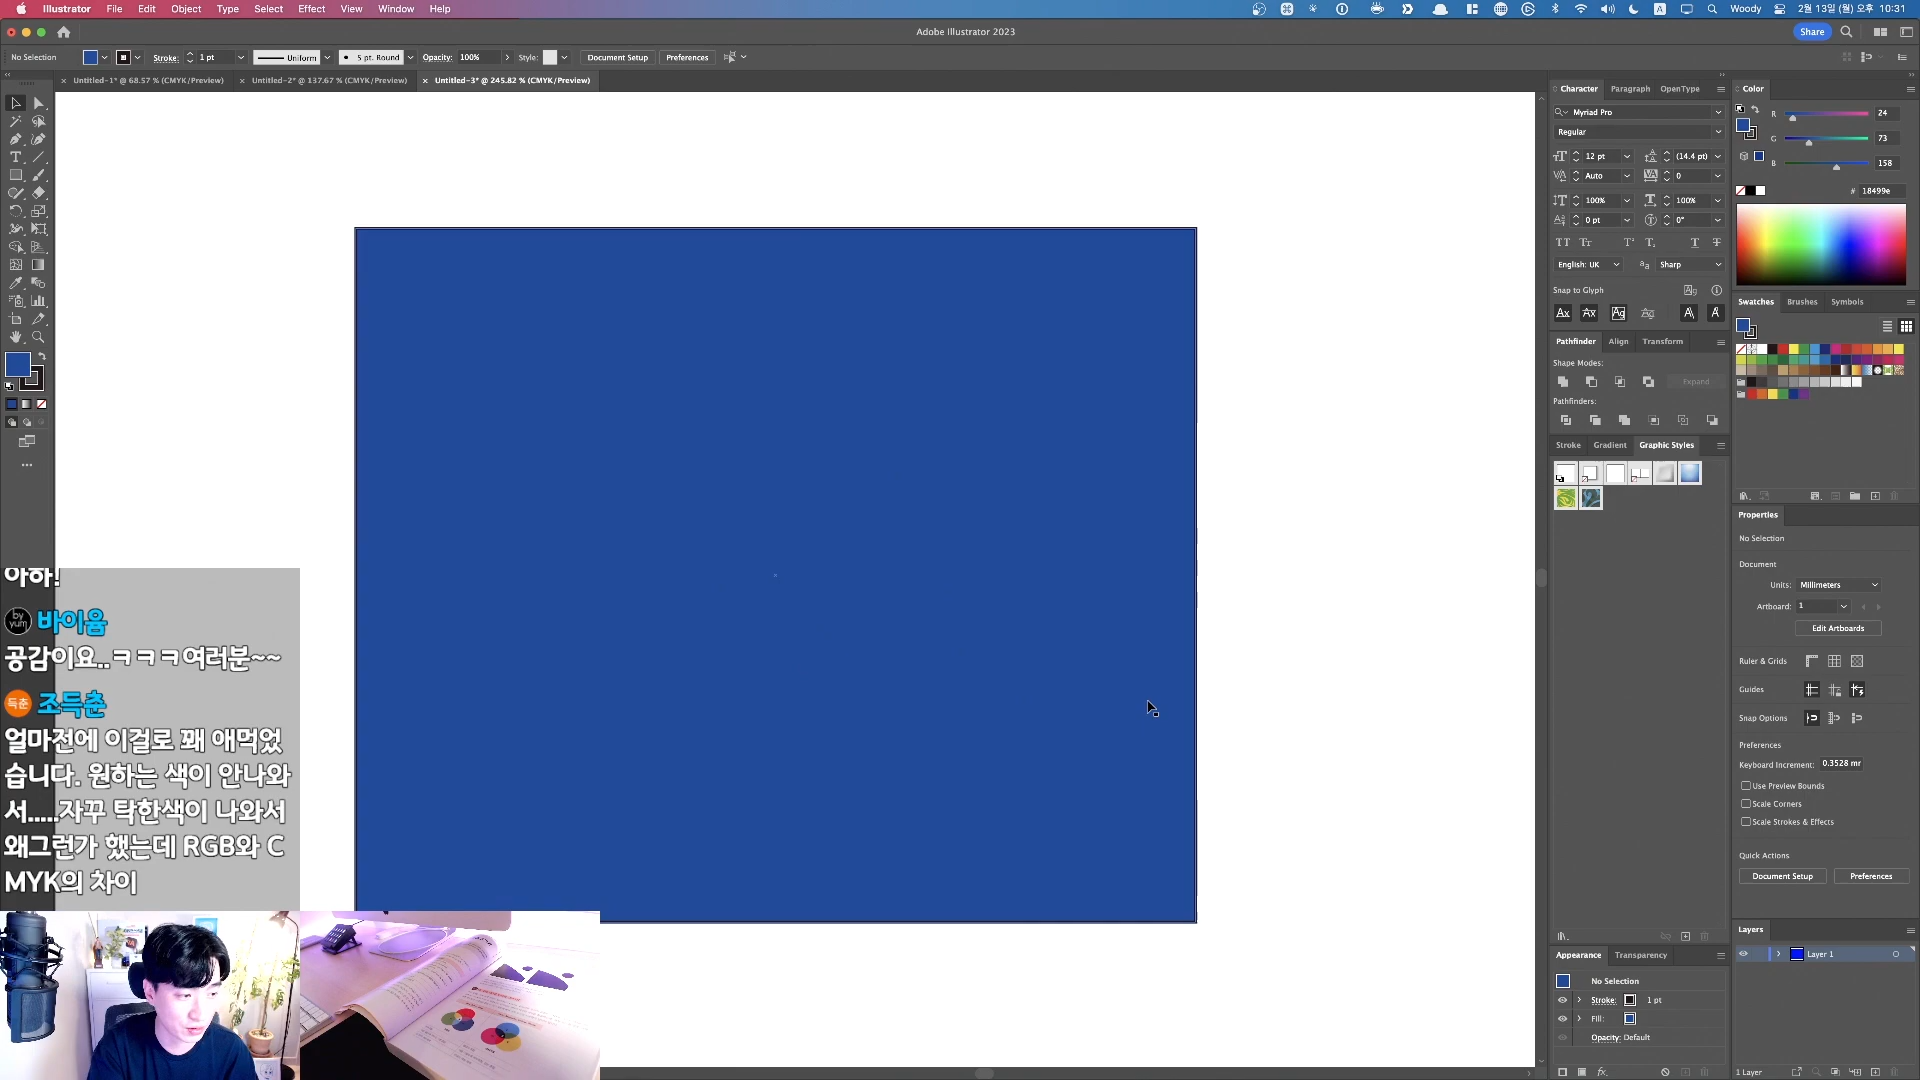 Illustrator File Edit Object Type Select Effect View Window Help
Woody 2월 13일 (월) 오후 10:31
Adobe Illustrator 2023
Share
No Selection
Stroke: 1 pt
Uniform
5 pt. Round
Opacity: 100%
Style:
Document Setup
Preferences
Untitled-1* @ 68.57 % (CMYK/Preview)
Untitled-2* @ 137.67 % (CMYK/Preview)
Untitled-3* @ 245.82 % (CMYK/Preview)
Character Paragraph OpenType
Myriad Pro
Regular
12 pt (14.4 pt)
Auto 0
100% 100%
0 pt 0°
English: UK Sharp
Snap to Glyph
Pathfinder Align Transform
Shape Modes:
Expand
Pathfinders:
Stroke Gradient Graphic Styles
Appearance Transparency
No Selection
Stroke: 1 pt
Fill:
Opacity: Default
Color
R 24
G 73
B 158
# 18499e
Swatches Brushes Symbols
Properties
No Selection
Document
Units: Millimeters
Artboard: 1
Edit Artboards
Ruler & Grids
Guides
Snap Options
Preferences
Keyboard Increment: 0.3528 mr
Use Preview Bounds
Scale Corners
Scale Strokes & Effects
Quick Actions
Document Setup Preferences
Layers
Layer 1
1 Layer
아하!
by yum 바이윰
공감이요..ㅋㅋㅋ여러분~~
득춘 조득춘
얼마전에 이걸로 꽤 애먹었
습니다. 원하는 색이 안나와
서.....자꾸 탁한색이 나와서
왜그런가 했는데 RGB와 C
MYK의 차이